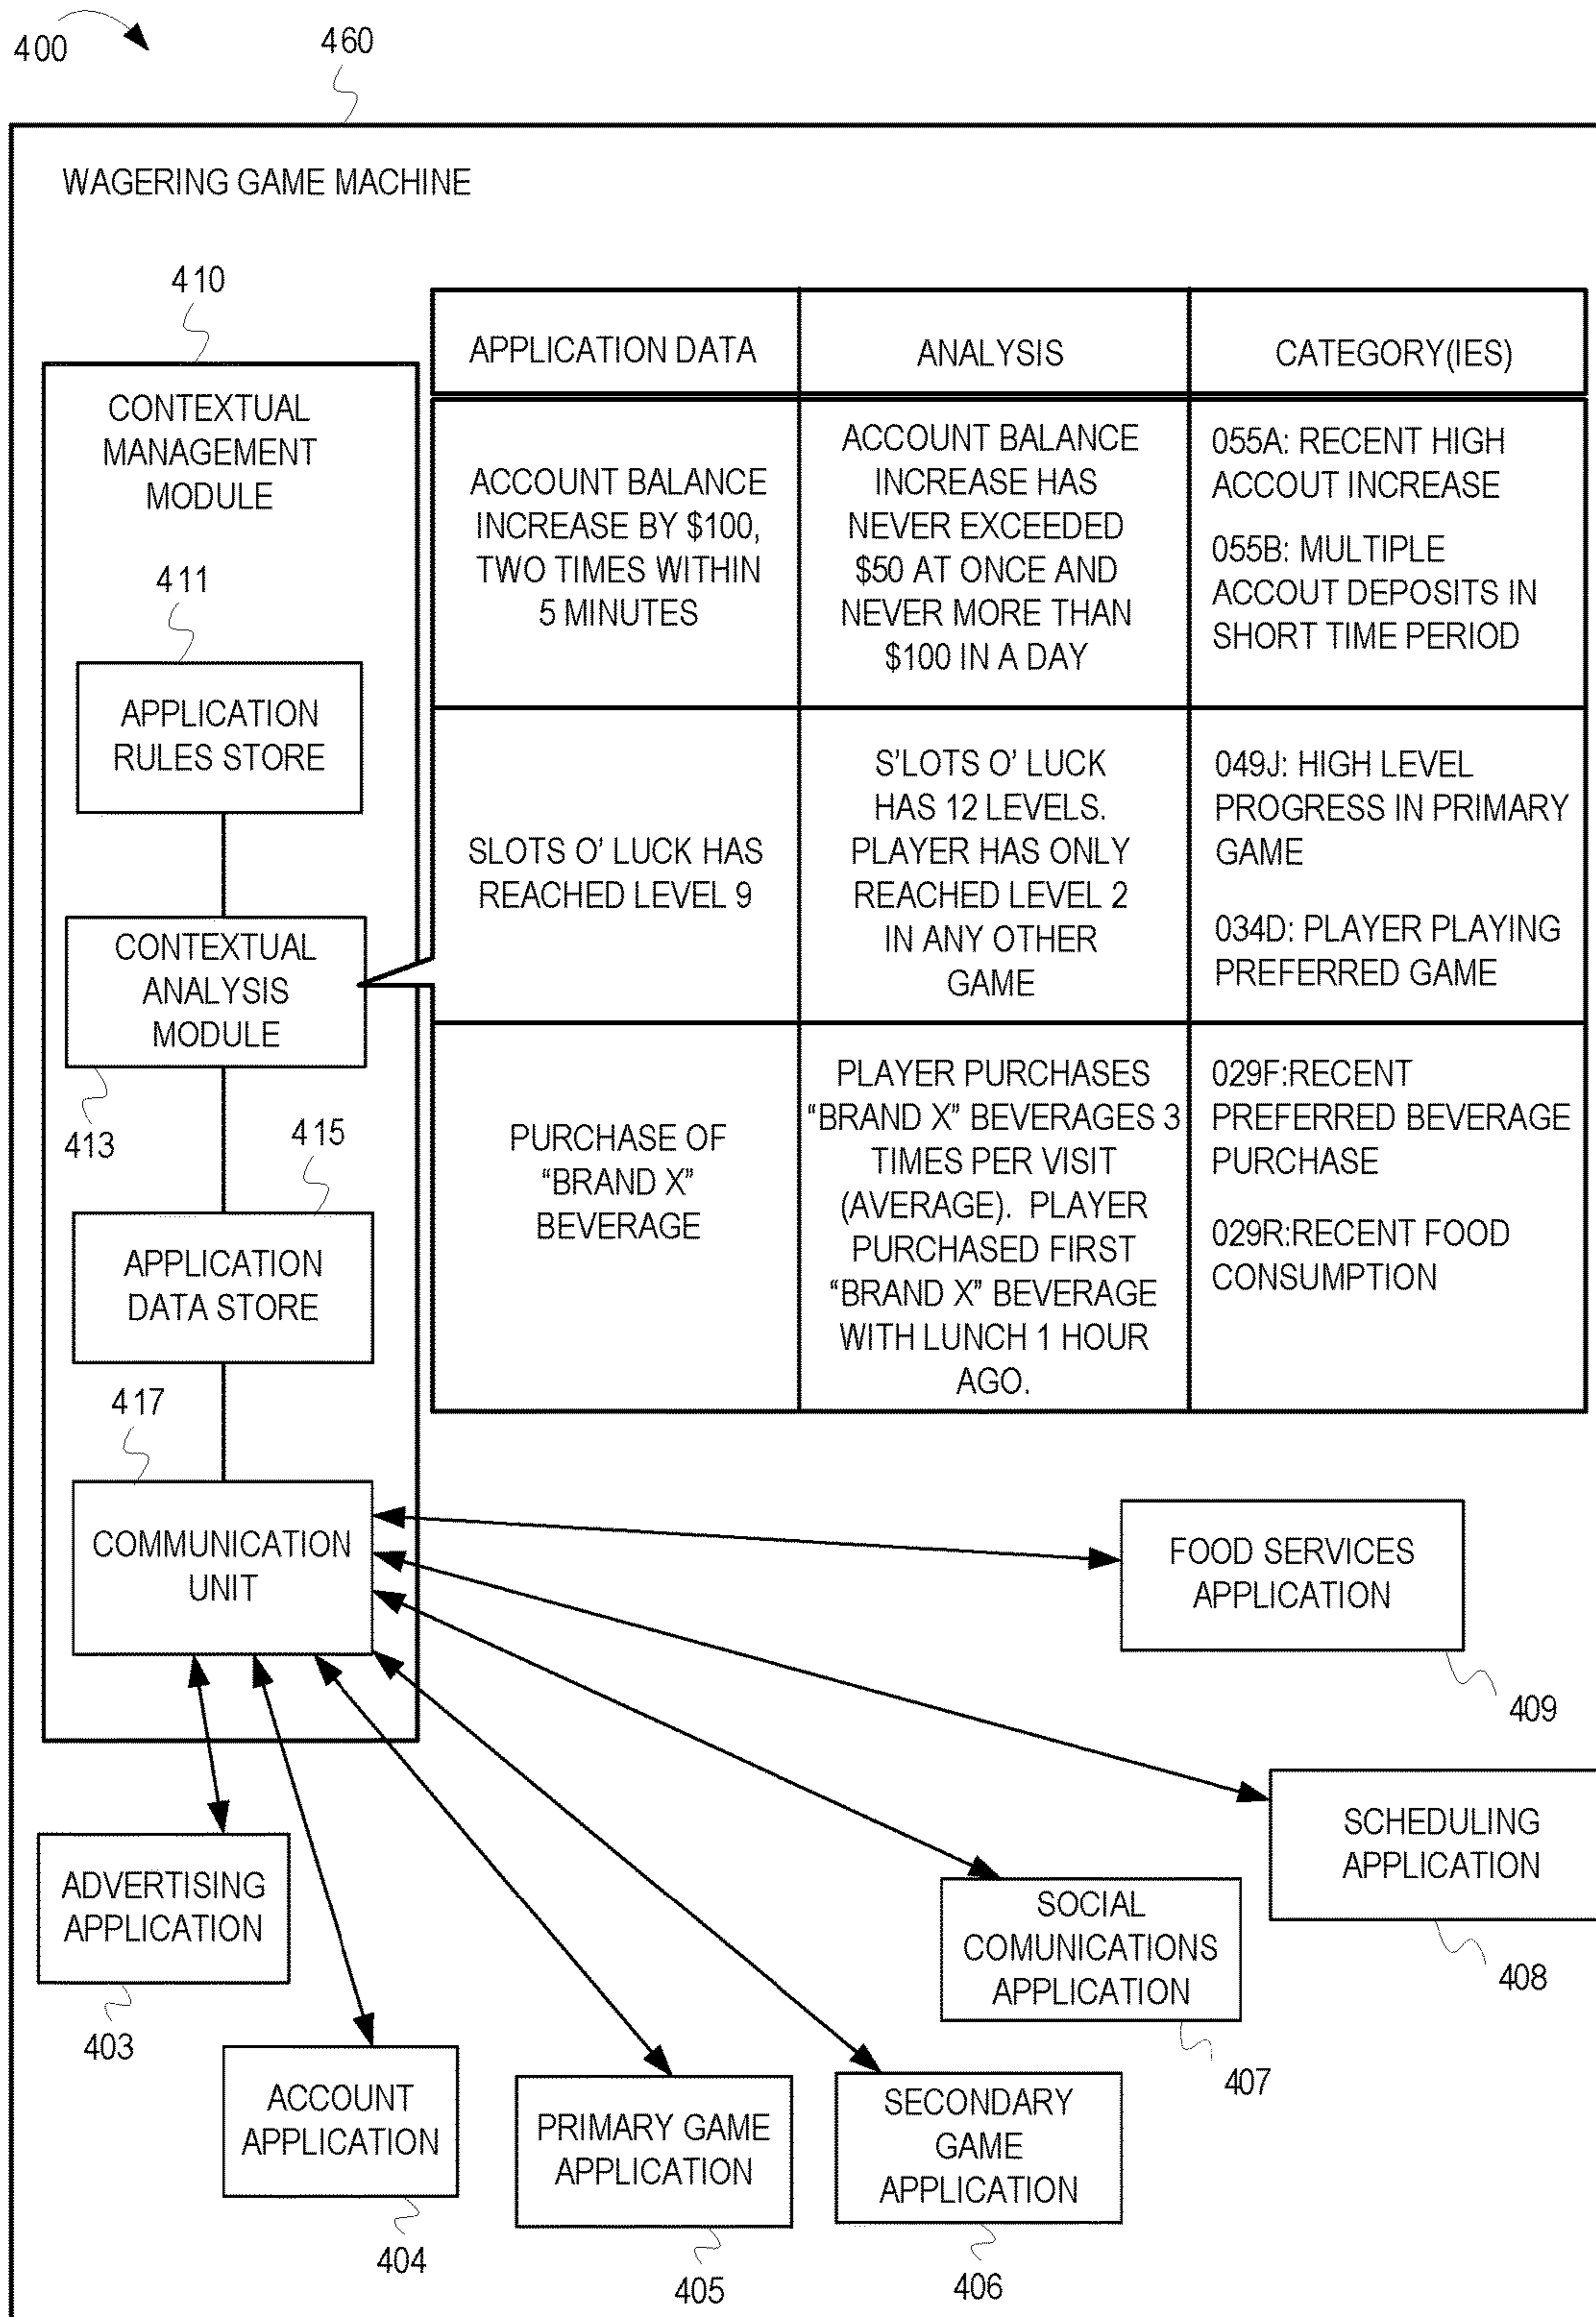 400
460
WAGERING GAME MACHINE
410
CONTEXTUAL
MANAGEMENT
MODULE
411
APPLICATION
RULES STORE
CONTEXTUAL
ANALYSIS
MODULE
413
415
APPLICATION
DATA STORE
417
COMMUNICATION
UNIT
APPLICATION DATA
ANALYSIS
CATEGORY(IES)
ACCOUNT BALANCE
INCREASE BY $100,
TWO TIMES WITHIN
5 MINUTES
ACCOUNT BALANCE
INCREASE HAS
NEVER EXCEEDED
$50 AT ONCE AND
NEVER MORE THAN
$100 IN A DAY
055A: RECENT HIGH
ACCOUT INCREASE
055B: MULTIPLE
ACCOUT DEPOSITS IN
SHORT TIME PERIOD
SLOTS O' LUCK HAS
REACHED LEVEL 9
S'LOTS O' LUCK
HAS 12 LEVELS.
PLAYER HAS ONLY
REACHED LEVEL 2
IN ANY OTHER
GAME
049J: HIGH LEVEL
PROGRESS IN PRIMARY
GAME
034D: PLAYER PLAYING
PREFERRED GAME
PURCHASE OF
“BRAND X”
BEVERAGE
PLAYER PURCHASES
“BRAND X” BEVERAGES 3
TIMES PER VISIT
(AVERAGE). PLAYER
PURCHASED FIRST
“BRAND X” BEVERAGE
WITH LUNCH 1 HOUR
AGO.
029F:RECENT
PREFERRED BEVERAGE
PURCHASE
029R:RECENT FOOD
CONSUMPTION
FOOD SERVICES
APPLICATION
409
SCHEDULING
APPLICATION
408
SOCIAL
COMUNICATIONS
APPLICATION
407
ADVERTISING
APPLICATION
403
ACCOUNT
APPLICATION
404
PRIMARY GAME
APPLICATION
405
SECONDARY
GAME
APPLICATION
406